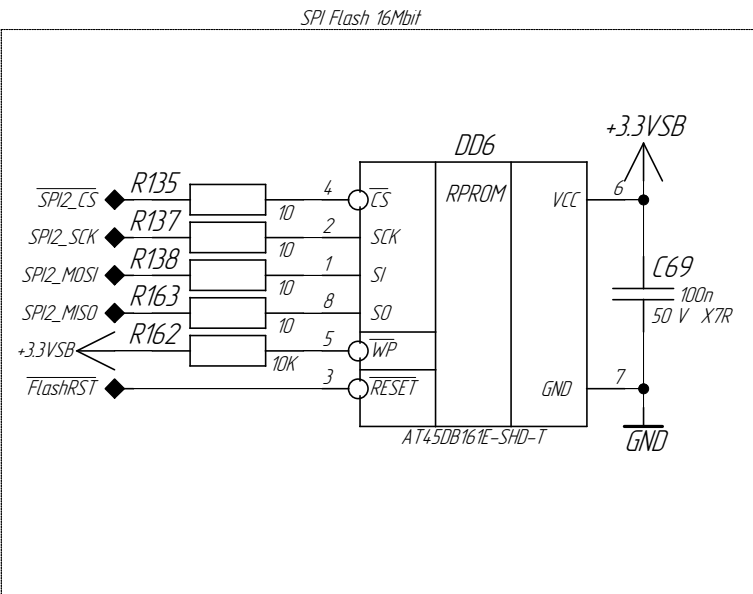 SPI Flash 16Mbit
+3.3VSB
DD6
SPI2_CS R135 10 4 CS RPROM VCC 6
SPI2_SCK R137 10 2 SCK
SPI2_MOSI R138 10 1 SI
C69
100n
50 V X7R
SPI2_MISO R163 10 8 SO
+3.3VSB R162 10K 5 WP
FlashRST 3 RESET GND 7
AT45DB161E-SHD-T
GND